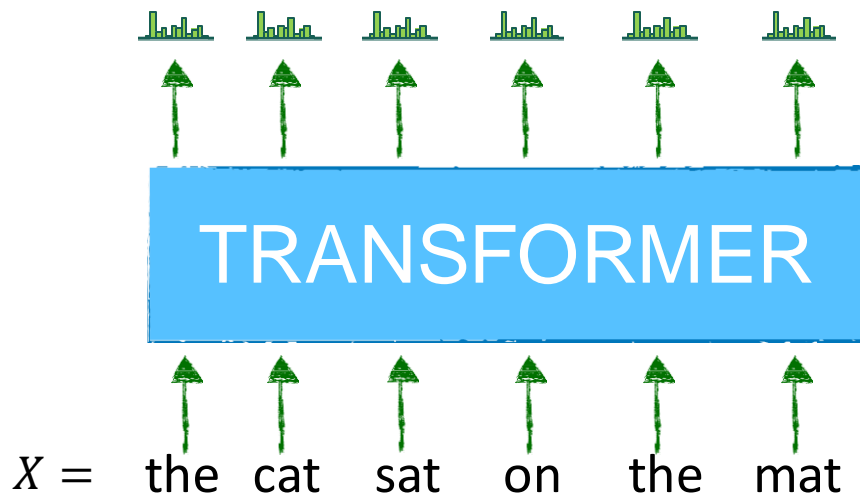 TRANSFORMER
X = the cat sat on the mat